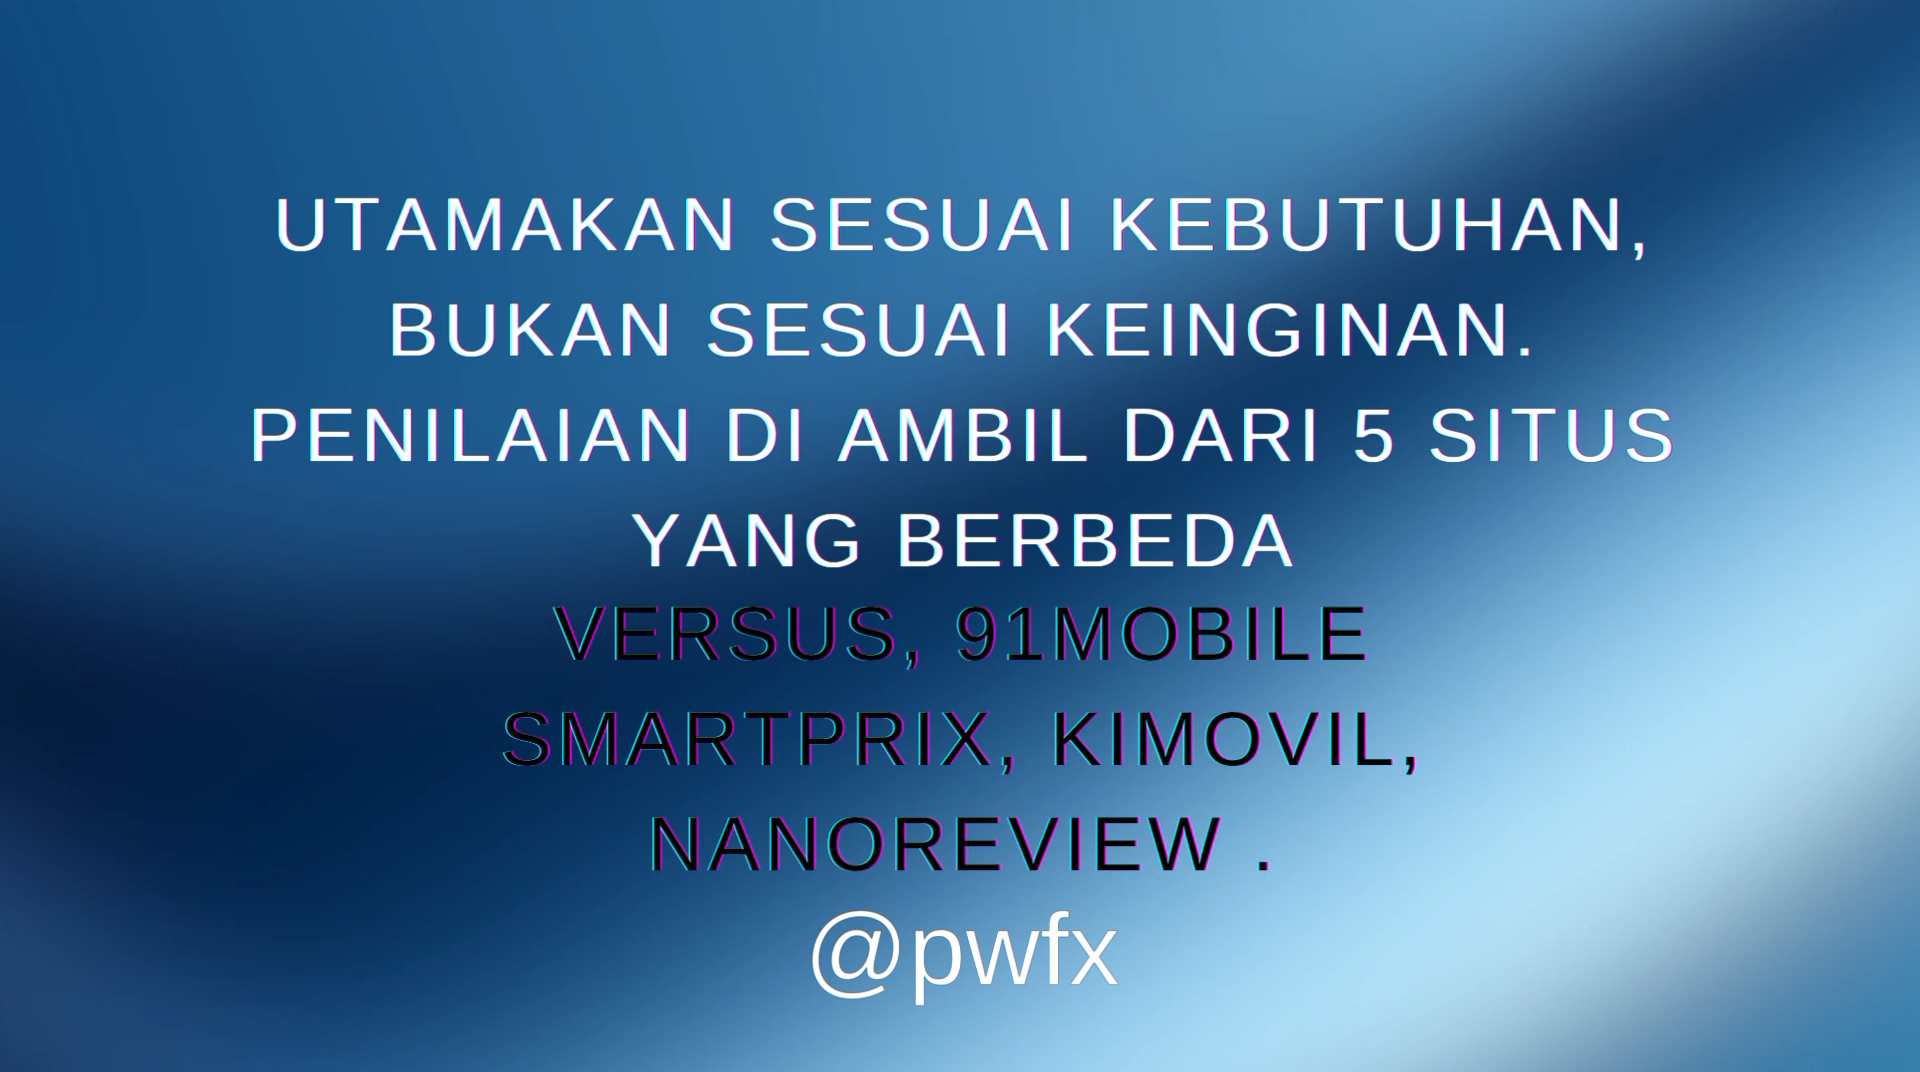 UTAMAKAN SESUAI KEBUTUHAN,
BUKAN SESUAI KEINGINAN.
PENILAIAN DI AMBIL DARI 5 SITUS
YANG BERBEDA
VERSUS, 91MOBILE
SMARTPRIX, KIMOVIL,
NANOREVIEW .
@pwfx